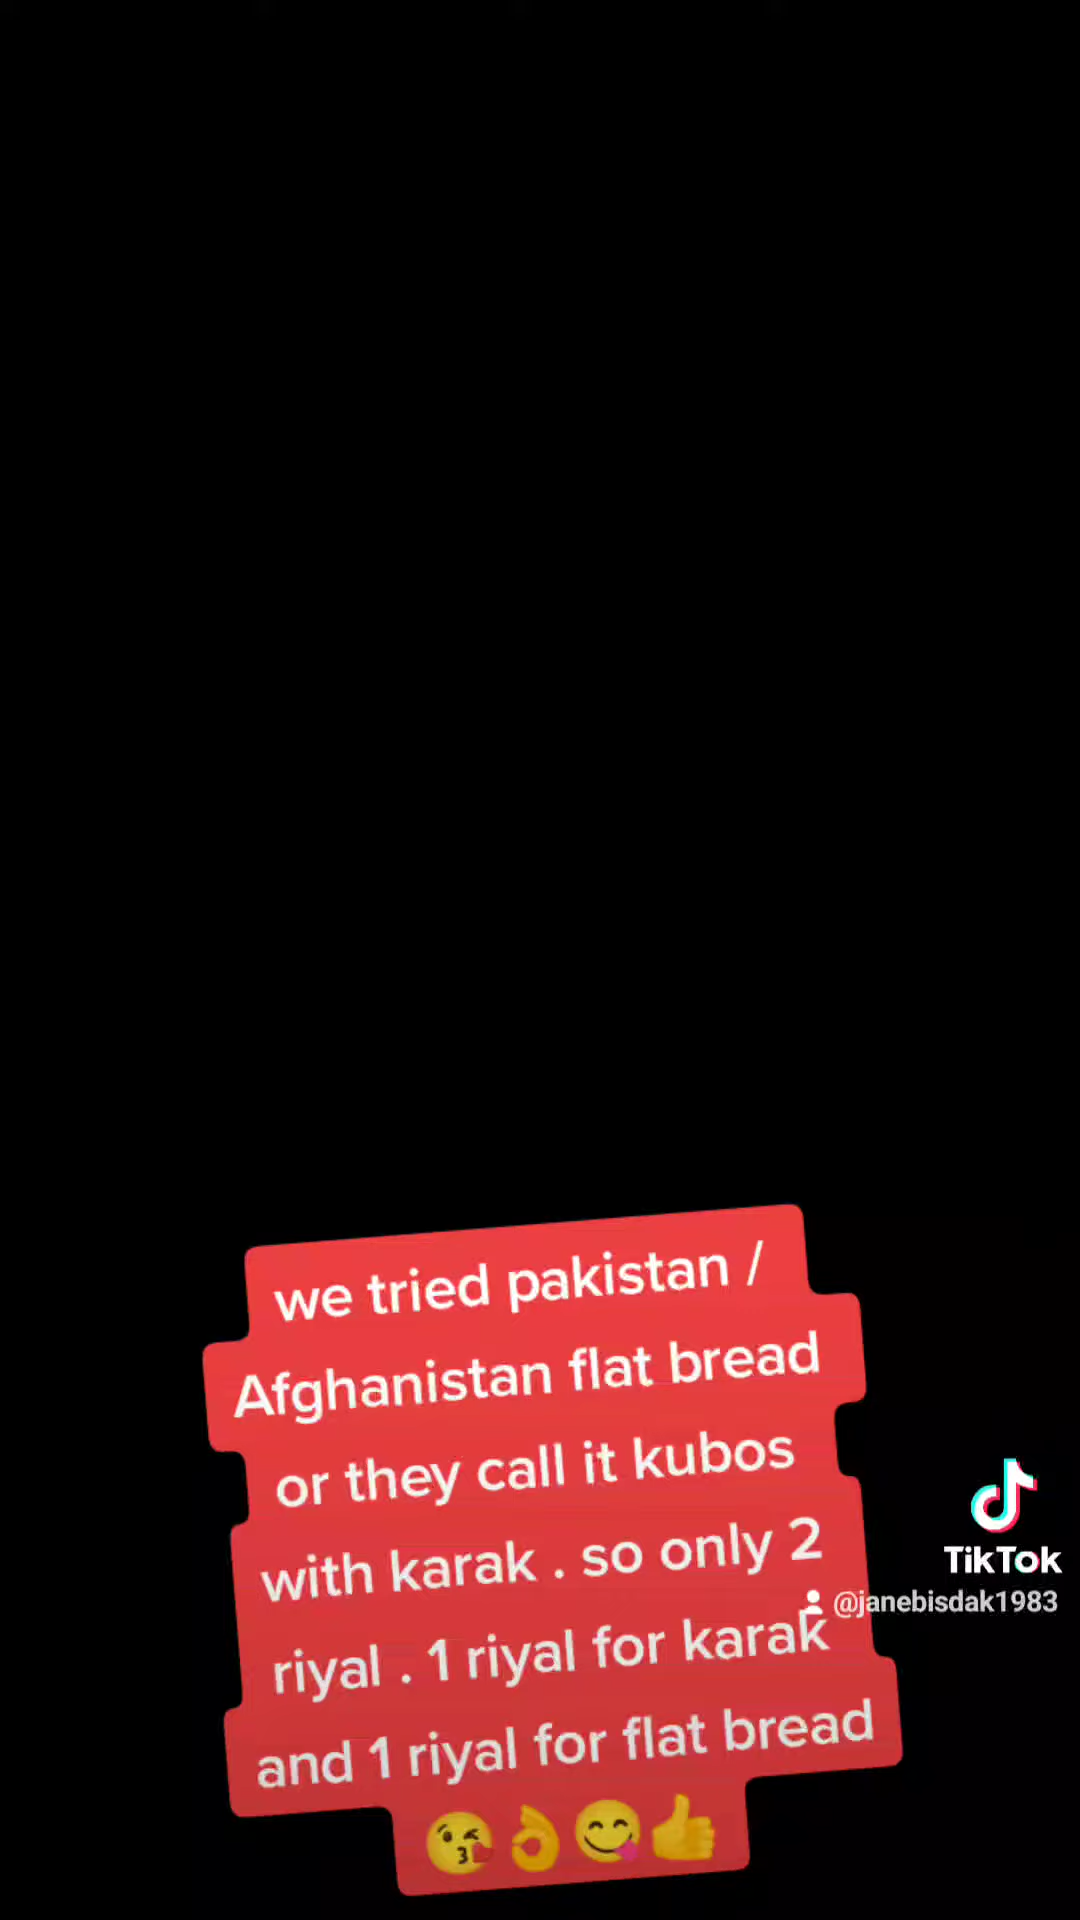 we tried pakistan /
Afghanistan flat bread
or they call it kubos
with karak . so only 2
riyal . 1 riyal for karak
and 1 riyal for flat bread
😘👌😋👍
TikTok
@janebisdak1983